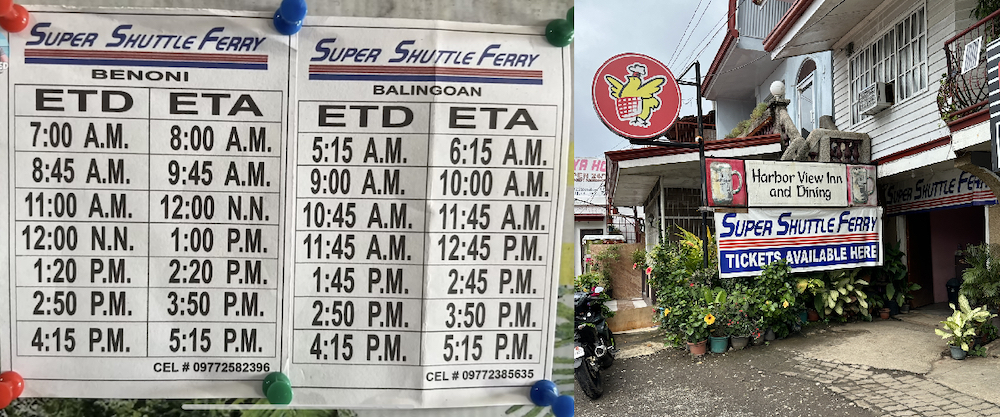 SUPER SHUTTLE FERRY
BENONI
ETD ETA
7:00 A.M. 8:00 A.M.
8:45 A.M. 9:45 A.M.
11:00 A.M. 12:00 N.N.
12:00 N.N. 1:00 P.M.
1:20 P.M. 2:20 P.M.
2:50 P.M. 3:50 P.M.
4:15 P.M. 5:15 P.M.
CEL # 09772582396
SUPER SHUTTLE FERRY
BALINGOAN
ETD ETA
5:15 A.M. 6:15 A.M.
9:00 A.M. 10:00 A.M.
10:45 A.M. 11:45 A.M.
11:45 A.M. 12:45 P.M.
1:45 P.M. 2:45 P.M.
2:50 P.M. 3:50 P.M.
4:15 P.M. 5:15 P.M.
CEL # 09772385635
Harbor View Inn
and Dining
SUPER SHUTTLE FERRY
TICKETS AVAILABLE HERE
SUPER SHUTTLE FERRY